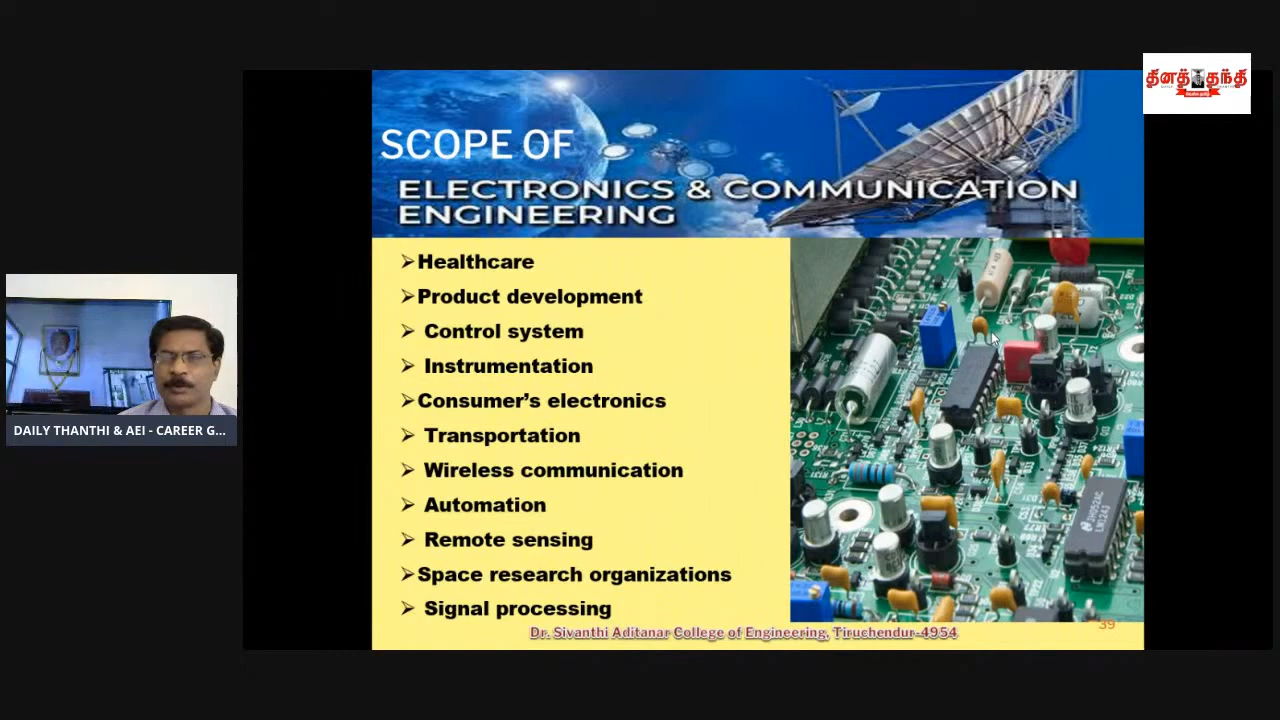 தினத்தந்தி
SCOPE OF
ELECTRONICS & COMMUNICATION
ENGINEERING
➢Healthcare
➢Product development
➢ Control system
➢ Instrumentation
➢Consumer's electronics
➢ Transportation
➢ Wireless communication
➢ Automation
➢ Remote sensing
➢Space research organizations
➢ Signal processing
39
Dr. Sivanthi Aditanar College of Engineering, Tiruchendur-4954
DAILY THANTHI & AEI - CAREER G...